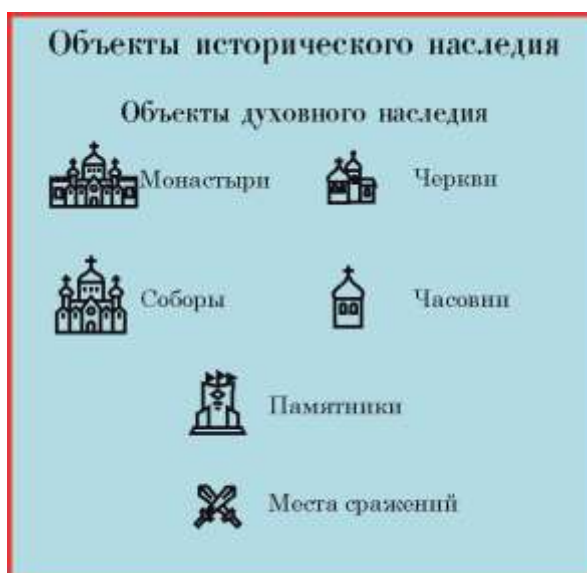 Объекты исторического наследия
Объекты духовного наследия
Монастыри
Черкви
Соборы
Часовни
Памятники
Места сражений